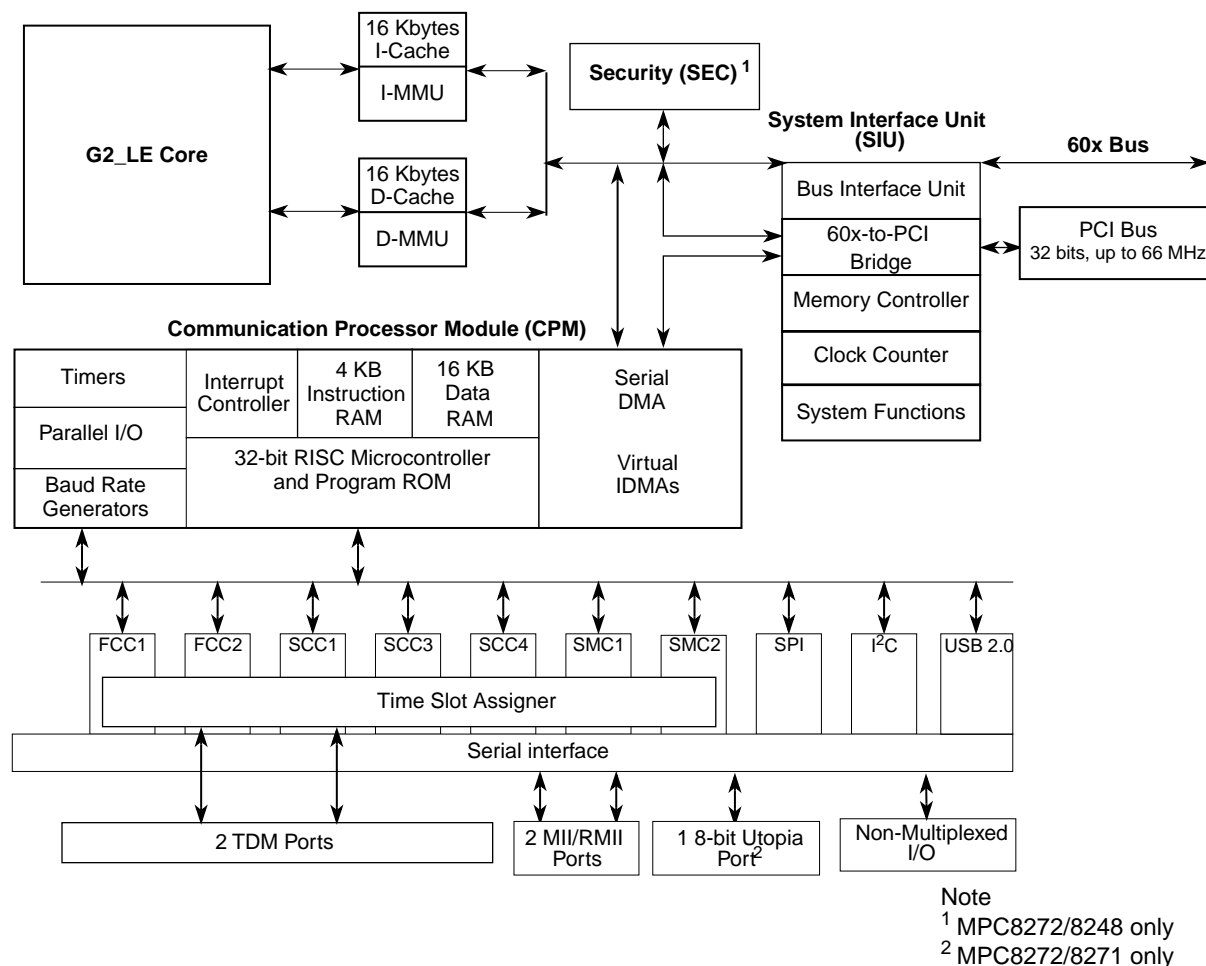 16 Kbytes
I-Cache
I-MMU
Security (SEC) 1
System Interface Unit
(SIU)
G2_LE Core
60x Bus
16 Kbytes
D-Cache
D-MMU
Bus Interface Unit
60x-to-PCI
Bridge
PCI Bus
32 bits, up to 66 MHz
Memory Controller
Clock Counter
System Functions
Communication Processor Module (CPM)
Timers
Parallel I/O
Baud Rate
Generators
Interrupt
Controller
4 KB
Instruction
RAM
16 KB
Data
RAM
32-bit RISC Microcontroller
and Program ROM
Serial
DMA
Virtual
IDMAs
FCC1
FCC2
SCC1
SCC3
SCC4
SMC1
SMC2
SPI
I2C
USB 2.0
Time Slot Assigner
Serial interface
2 TDM Ports
2 MII/RMII
Ports
1 8-bit Utopia
Port2
Non-Multiplexed
I/O
Note
1 MPC8272/8248 only
2 MPC8272/8271 only